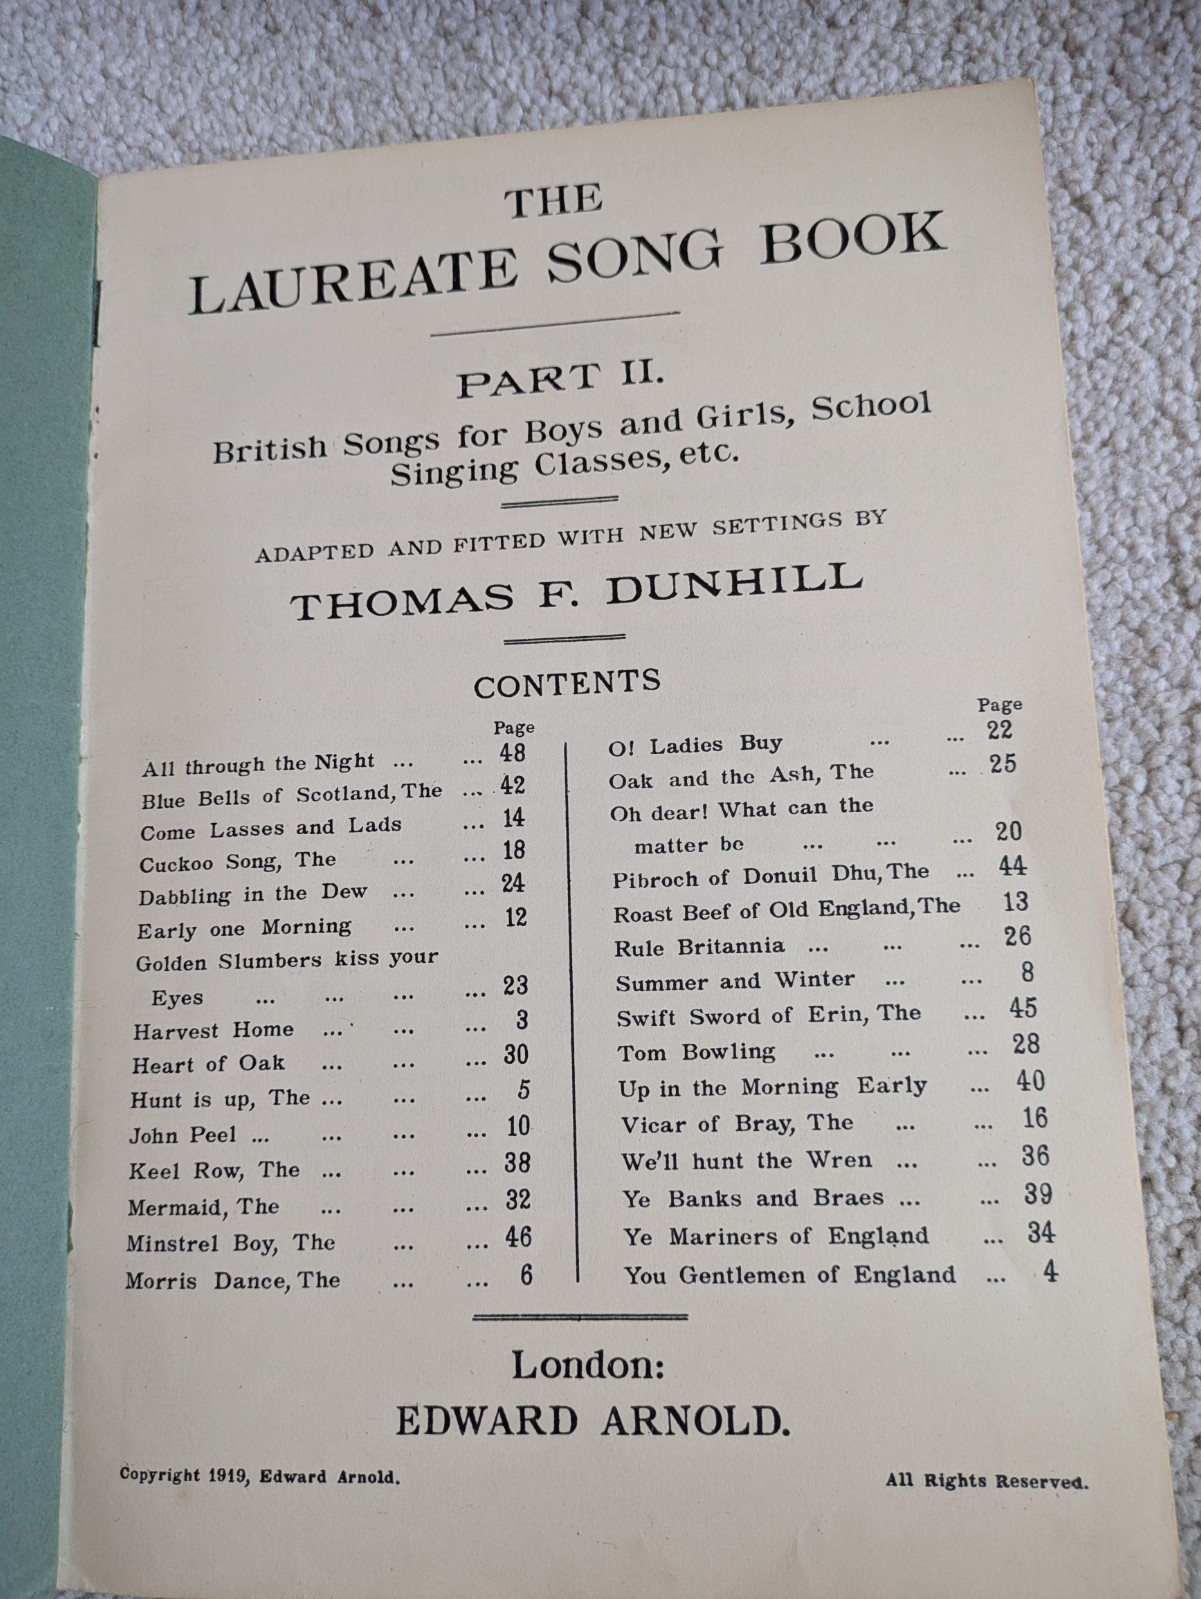 THE
LAUREATE SONG BOOK
PART II.
British Songs for Boys and Girls, School
Singing Classes, etc.
ADAPTED AND FITTED WITH NEW SETTINGS BY
THOMAS F. DUNHILL
CONTENTS
Page
All through the Night ... ... 48
Blue Bells of Scotland, The ... 42
Come Lasses and Lads ... 14
Cuckoo Song, The ... ... 18
Dabbling in the Dew ... ... 24
Early one Morning ... ... 12
Golden Slumbers kiss your
Eyes ... ... ... ... 23
Harvest Home ... ... ... 3
Heart of Oak ... ... ... 30
Hunt is up, The ... ... ... 5
John Peel ... ... ... ... 10
Keel Row, The ... ... ... 38
Mermaid, The ... ... ... 32
Minstrel Boy, The ... ... 46
Morris Dance, The ... ... 6
Page
O! Ladies Buy ... ... 22
Oak and the Ash, The ... 25
Oh dear! What can the
matter be ... ... ... 20
Pibroch of Donuil Dhu, The ... 44
Roast Beef of Old England, The 13
Rule Britannia ... ... ... 26
Summer and Winter ... ... 8
Swift Sword of Erin, The ... 45
Tom Bowling ... ... ... 28
Up in the Morning Early ... 40
Vicar of Bray, The ... ... 16
We'll hunt the Wren ... ... 36
Ye Banks and Braes ... ... 39
Ye Mariners of England ... 34
You Gentlemen of England ... 4
London:
EDWARD ARNOLD.
Copyright 1919, Edward Arnold.
All Rights Reserved.